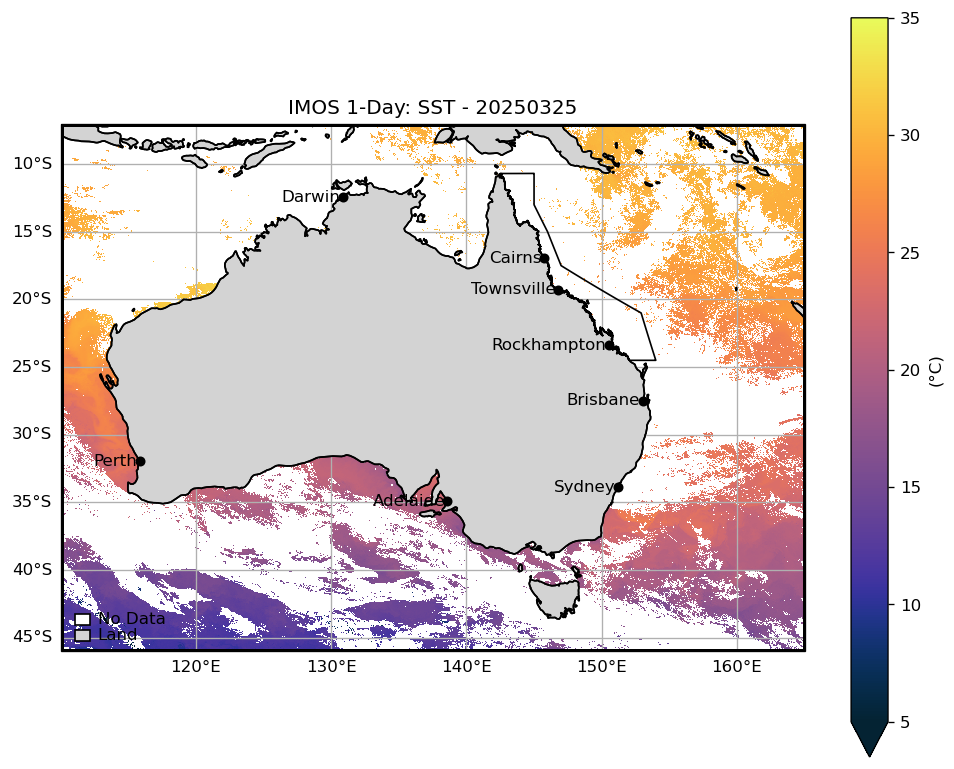 IMOS 1-Day: SST - 20250325
35
30
25
20
15
10
5
(°C)
10°S
15°S
20°S
25°S
30°S
35°S
40°S
45°S
Darwin
Cairns
Townsville
Rockhampton
Brisbane
Perth
Sydney
Adelaide
No Data
Land
120°E
130°E
140°E
150°E
160°E